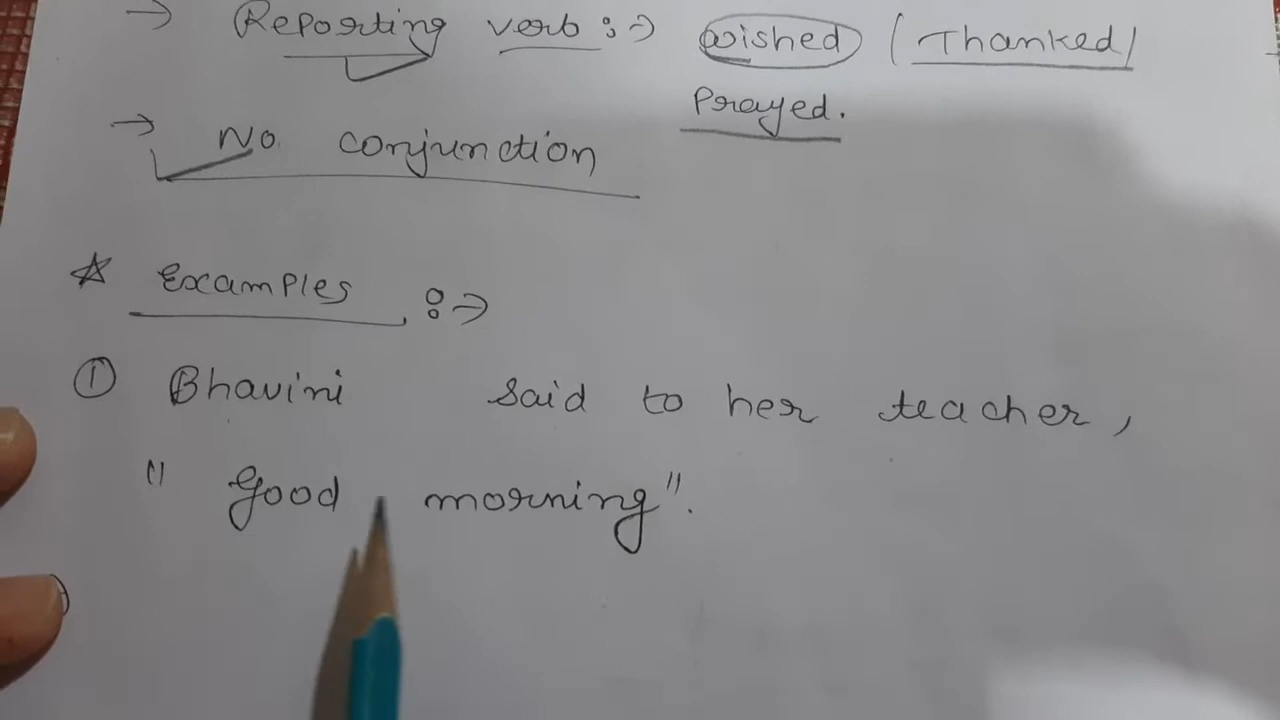 → Reporting verb :→ wished / Thanked /
Prayed.
→ No conjunction
☆ Examples :→
① Bhavini said to her teacher,
" Good morning".